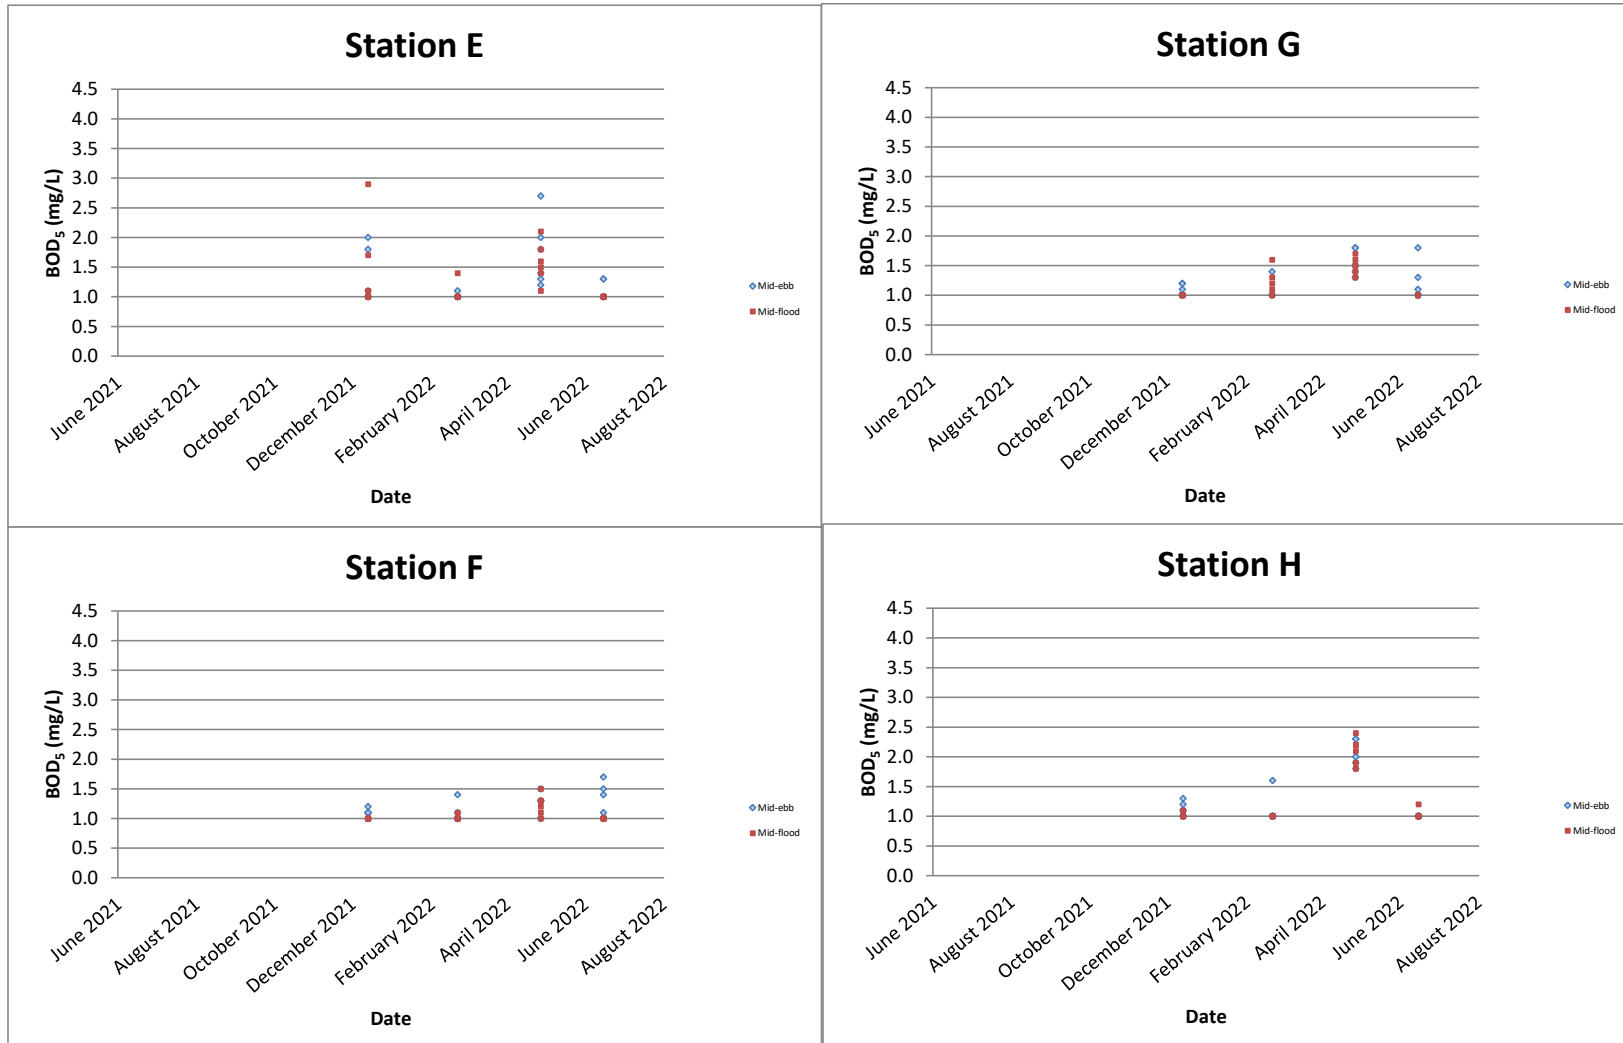 Station E
4.5
4.0
3.5
3.0
2.5
2.0
1.5
1.0
0.5
0.0
BOD5 (mg/L)
June 2021
August 2021
October 2021
December 2021
February 2022
April 2022
June 2022
August 2022
Date
Mid-ebb
Mid-flood
Station G
4.5
4.0
3.5
3.0
2.5
2.0
1.5
1.0
0.5
0.0
BOD5 (mg/L)
June 2021
August 2021
October 2021
December 2021
February 2022
April 2022
June 2022
August 2022
Date
Mid-ebb
Mid-flood
Station F
4.5
4.0
3.5
3.0
2.5
2.0
1.5
1.0
0.5
0.0
BOD5 (mg/L)
June 2021
August 2021
October 2021
December 2021
February 2022
April 2022
June 2022
August 2022
Date
Mid-ebb
Mid-flood
Station H
4.5
4.0
3.5
3.0
2.5
2.0
1.5
1.0
0.5
0.0
BOD5 (mg/L)
June 2021
August 2021
October 2021
December 2021
February 2022
April 2022
June 2022
August 2022
Date
Mid-ebb
Mid-flood